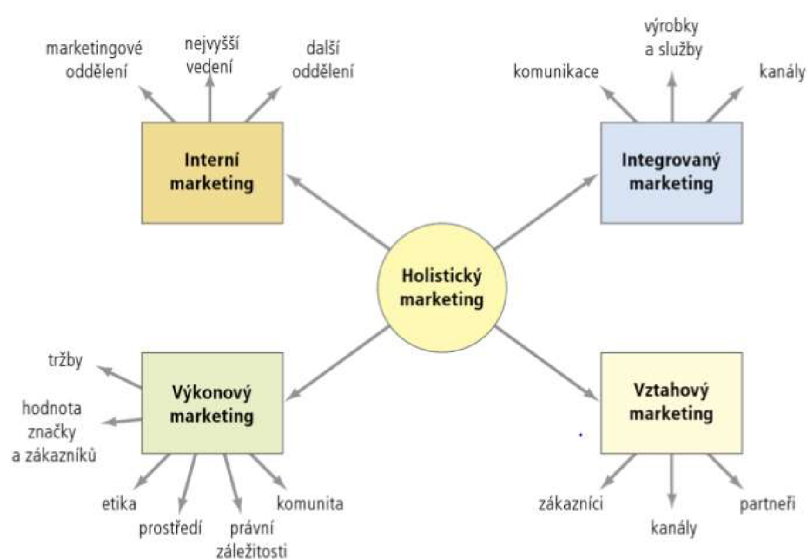 marketingové
oddělení
nejvyšší
vedení
další
oddělení
Interní
marketing
komunikace
výrobky
a služby
kanály
Integrovaný
marketing
Holistický
marketing
tržby
hodnota
značky
a zákazníků
Výkonový
marketing
etika
prostředí
právní
záležitosti
komunita
Vztahový
marketing
zákazníci
kanály
partneři